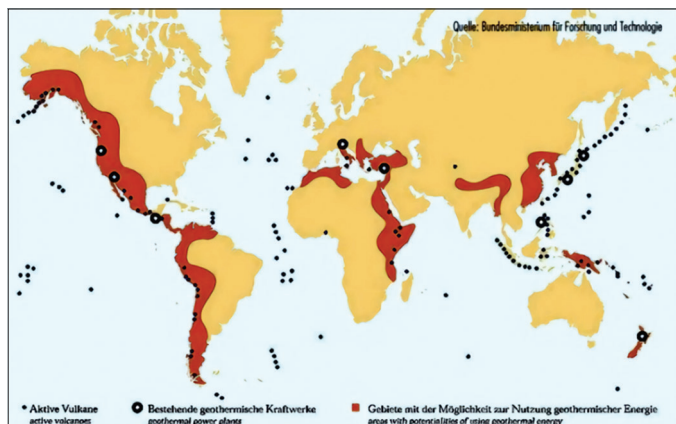 Quelle: Bundesministerium für Forschung und Technologie
Aktive Vulkane
active volcanoes
Bestehende geothermische Kraftwerke
geothermal power plants
Gebiete mit der Möglichkeit zur Nutzung geothermischer Energie
areas with potentialities of using geothermal energy